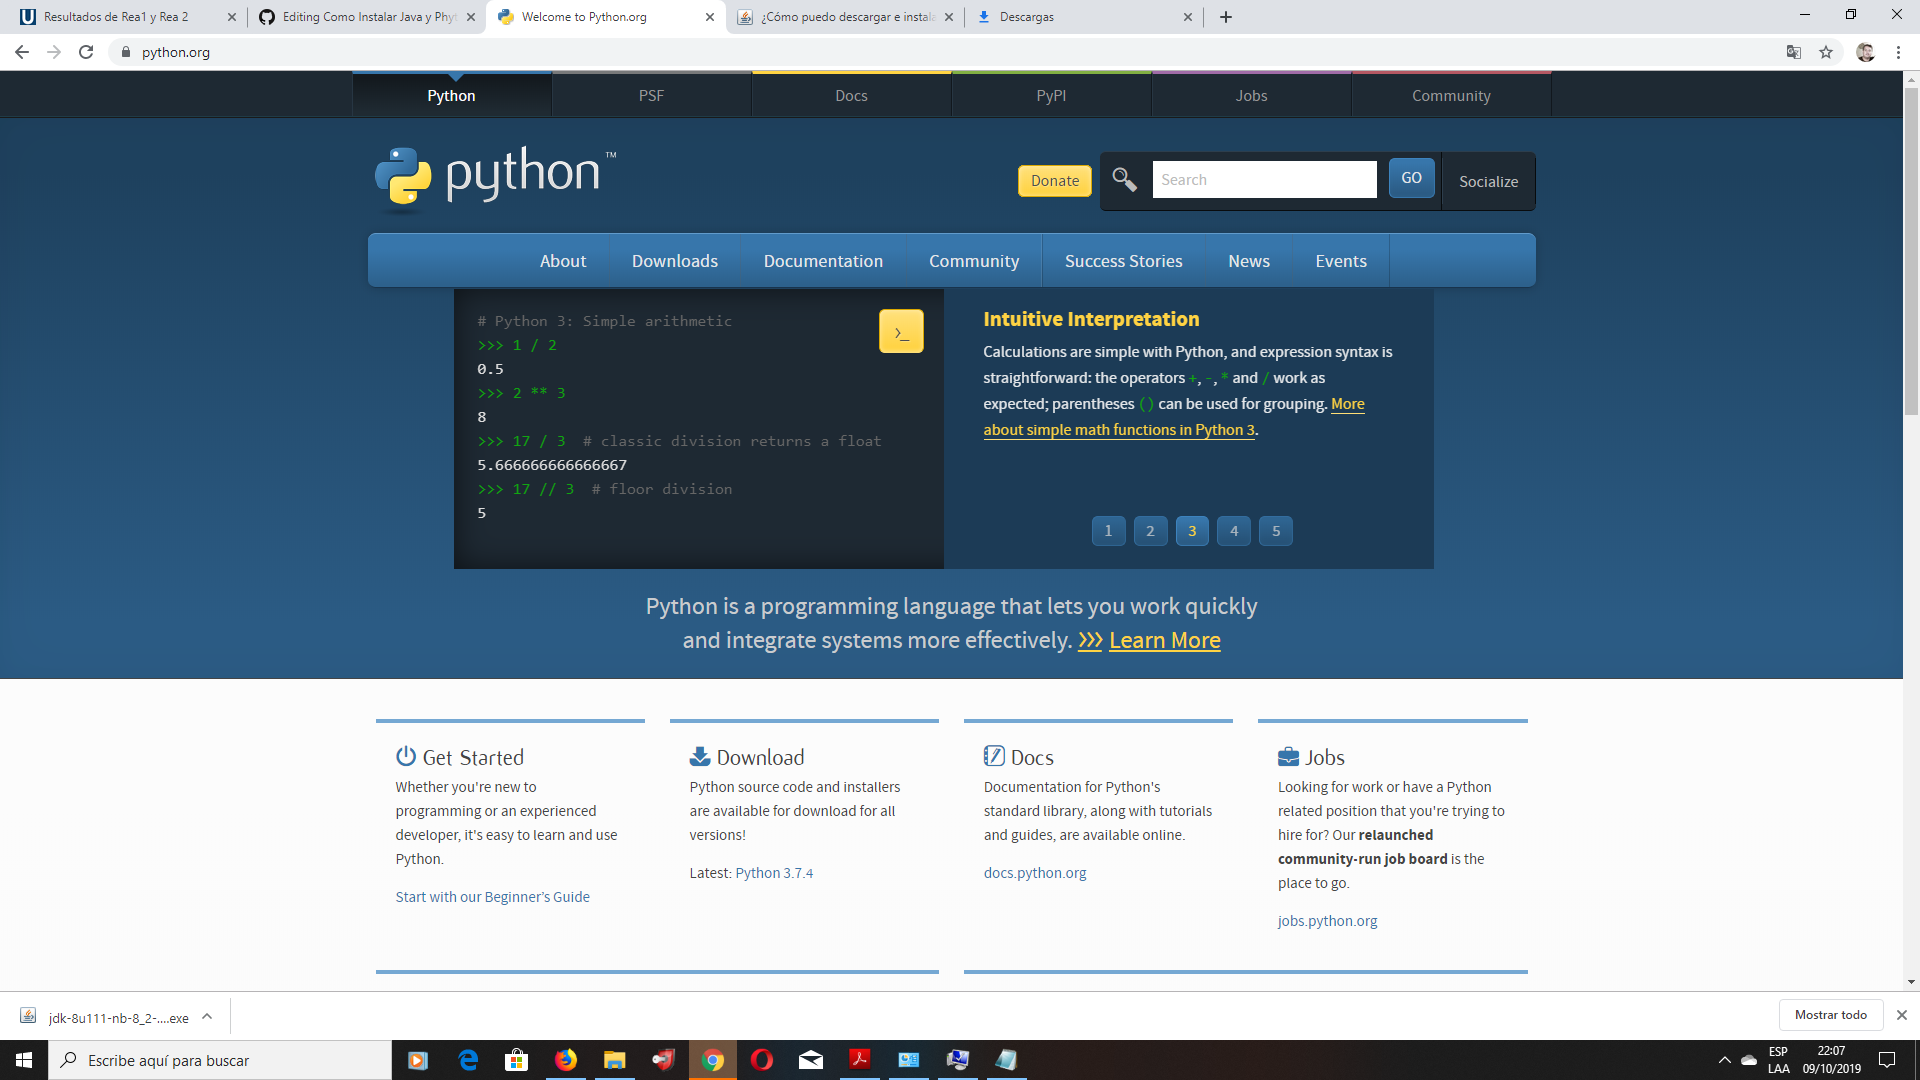 Resultados de Rea1 y Rea 2
Editing Como Instalar Java y Phyt
Welcome to Python.org
¿Cómo puedo descargar e instala
Descargas
python.org
Python
PSF
Docs
PyPI
Jobs
Community
python™
Donate
Search
GO
Socialize
About
Downloads
Documentation
Community
Success Stories
News
Events
# Python 3: Simple arithmetic
>>> 1 / 2
0.5
>>> 2 ** 3
8
>>> 17 / 3  # classic division returns a float
5.666666666666667
>>> 17 // 3  # floor division
5
>_
Intuitive Interpretation
Calculations are simple with Python, and expression syntax is
straightforward: the operators +, -, * and / work as
expected; parentheses () can be used for grouping. More
about simple math functions in Python 3.
1
2
3
4
5
Python is a programming language that lets you work quickly
and integrate systems more effectively. >>> Learn More
Get Started
Whether you're new to
programming or an experienced
developer, it's easy to learn and use
Python.
Start with our Beginner’s Guide
Download
Python source code and installers
are available for download for all
versions!
Latest: Python 3.7.4
Docs
Documentation for Python's
standard library, along with tutorials
and guides, are available online.
docs.python.org
Jobs
Looking for work or have a Python
related position that you're trying to
hire for? Our relaunched
community-run job board is the
place to go.
jobs.python.org
jdk-8u111-nb-8_2-....exe
Mostrar todo
Escribe aquí para buscar
ESP
LAA
22:07
09/10/2019